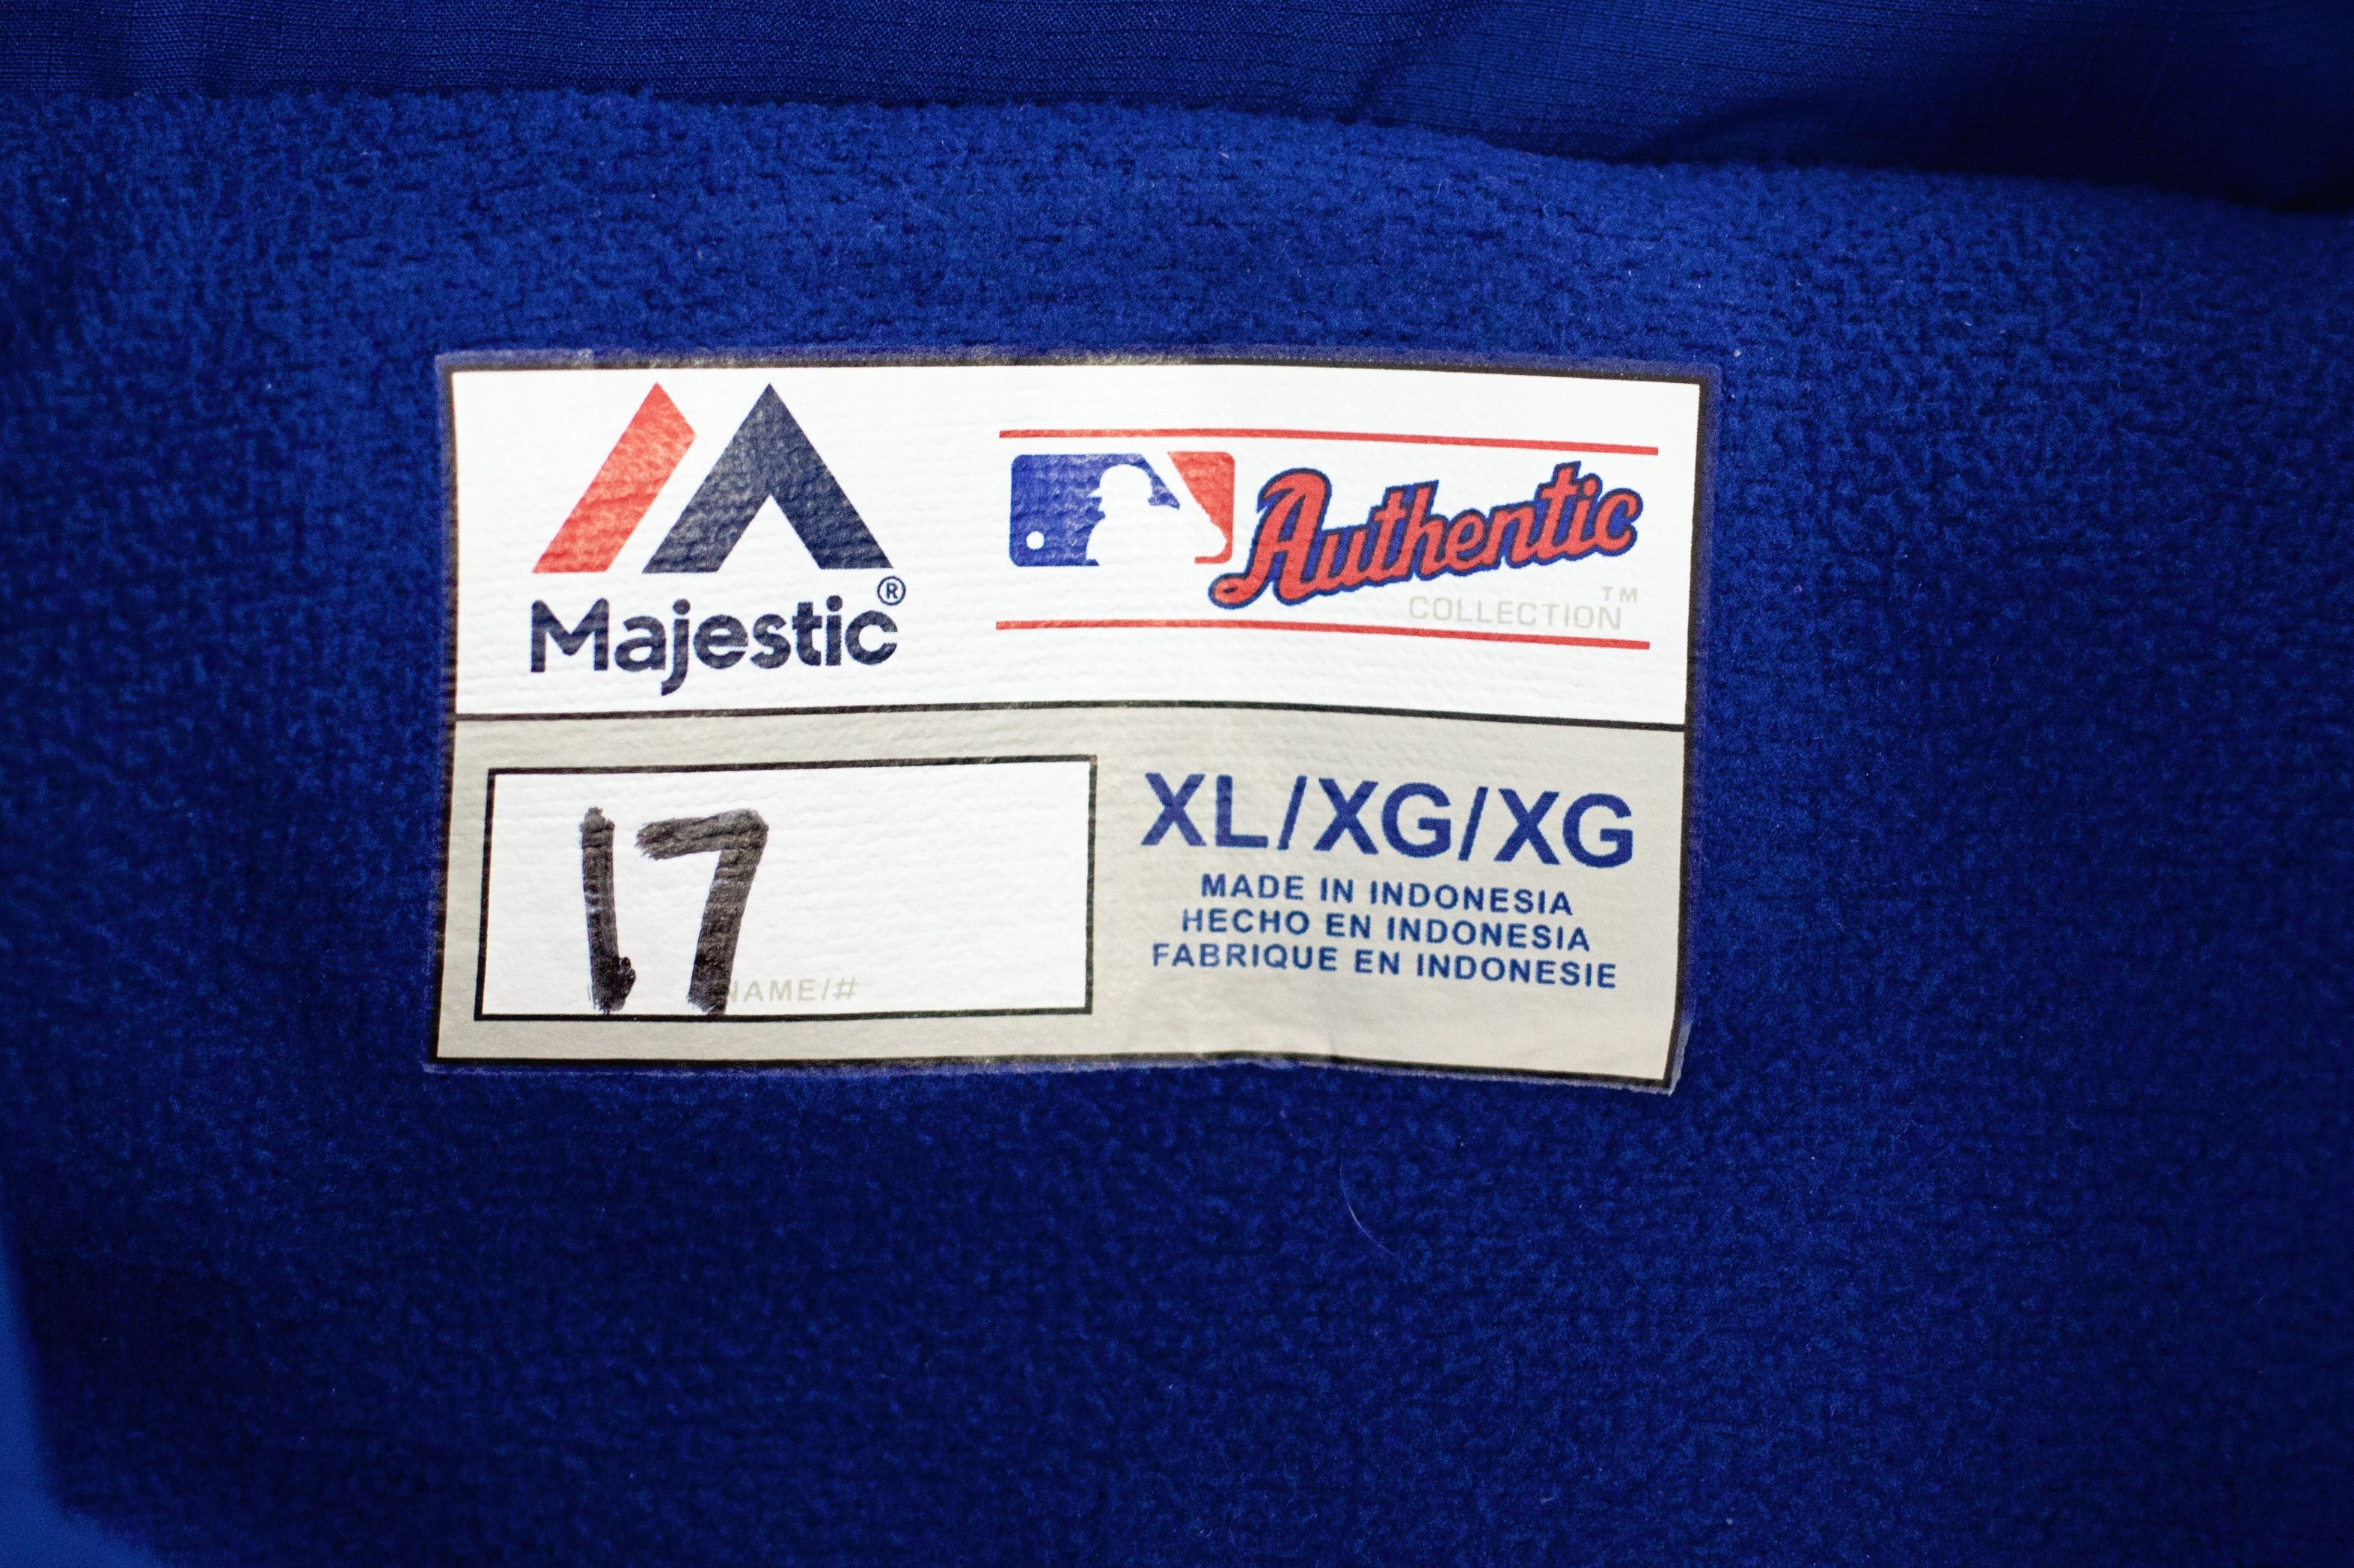 Majestic®
Authentic
COLLECTION™
17
NAME/#
XL/XG/XG
MADE IN INDONESIA
HECHO EN INDONESIA
FABRIQUE EN INDONESIE